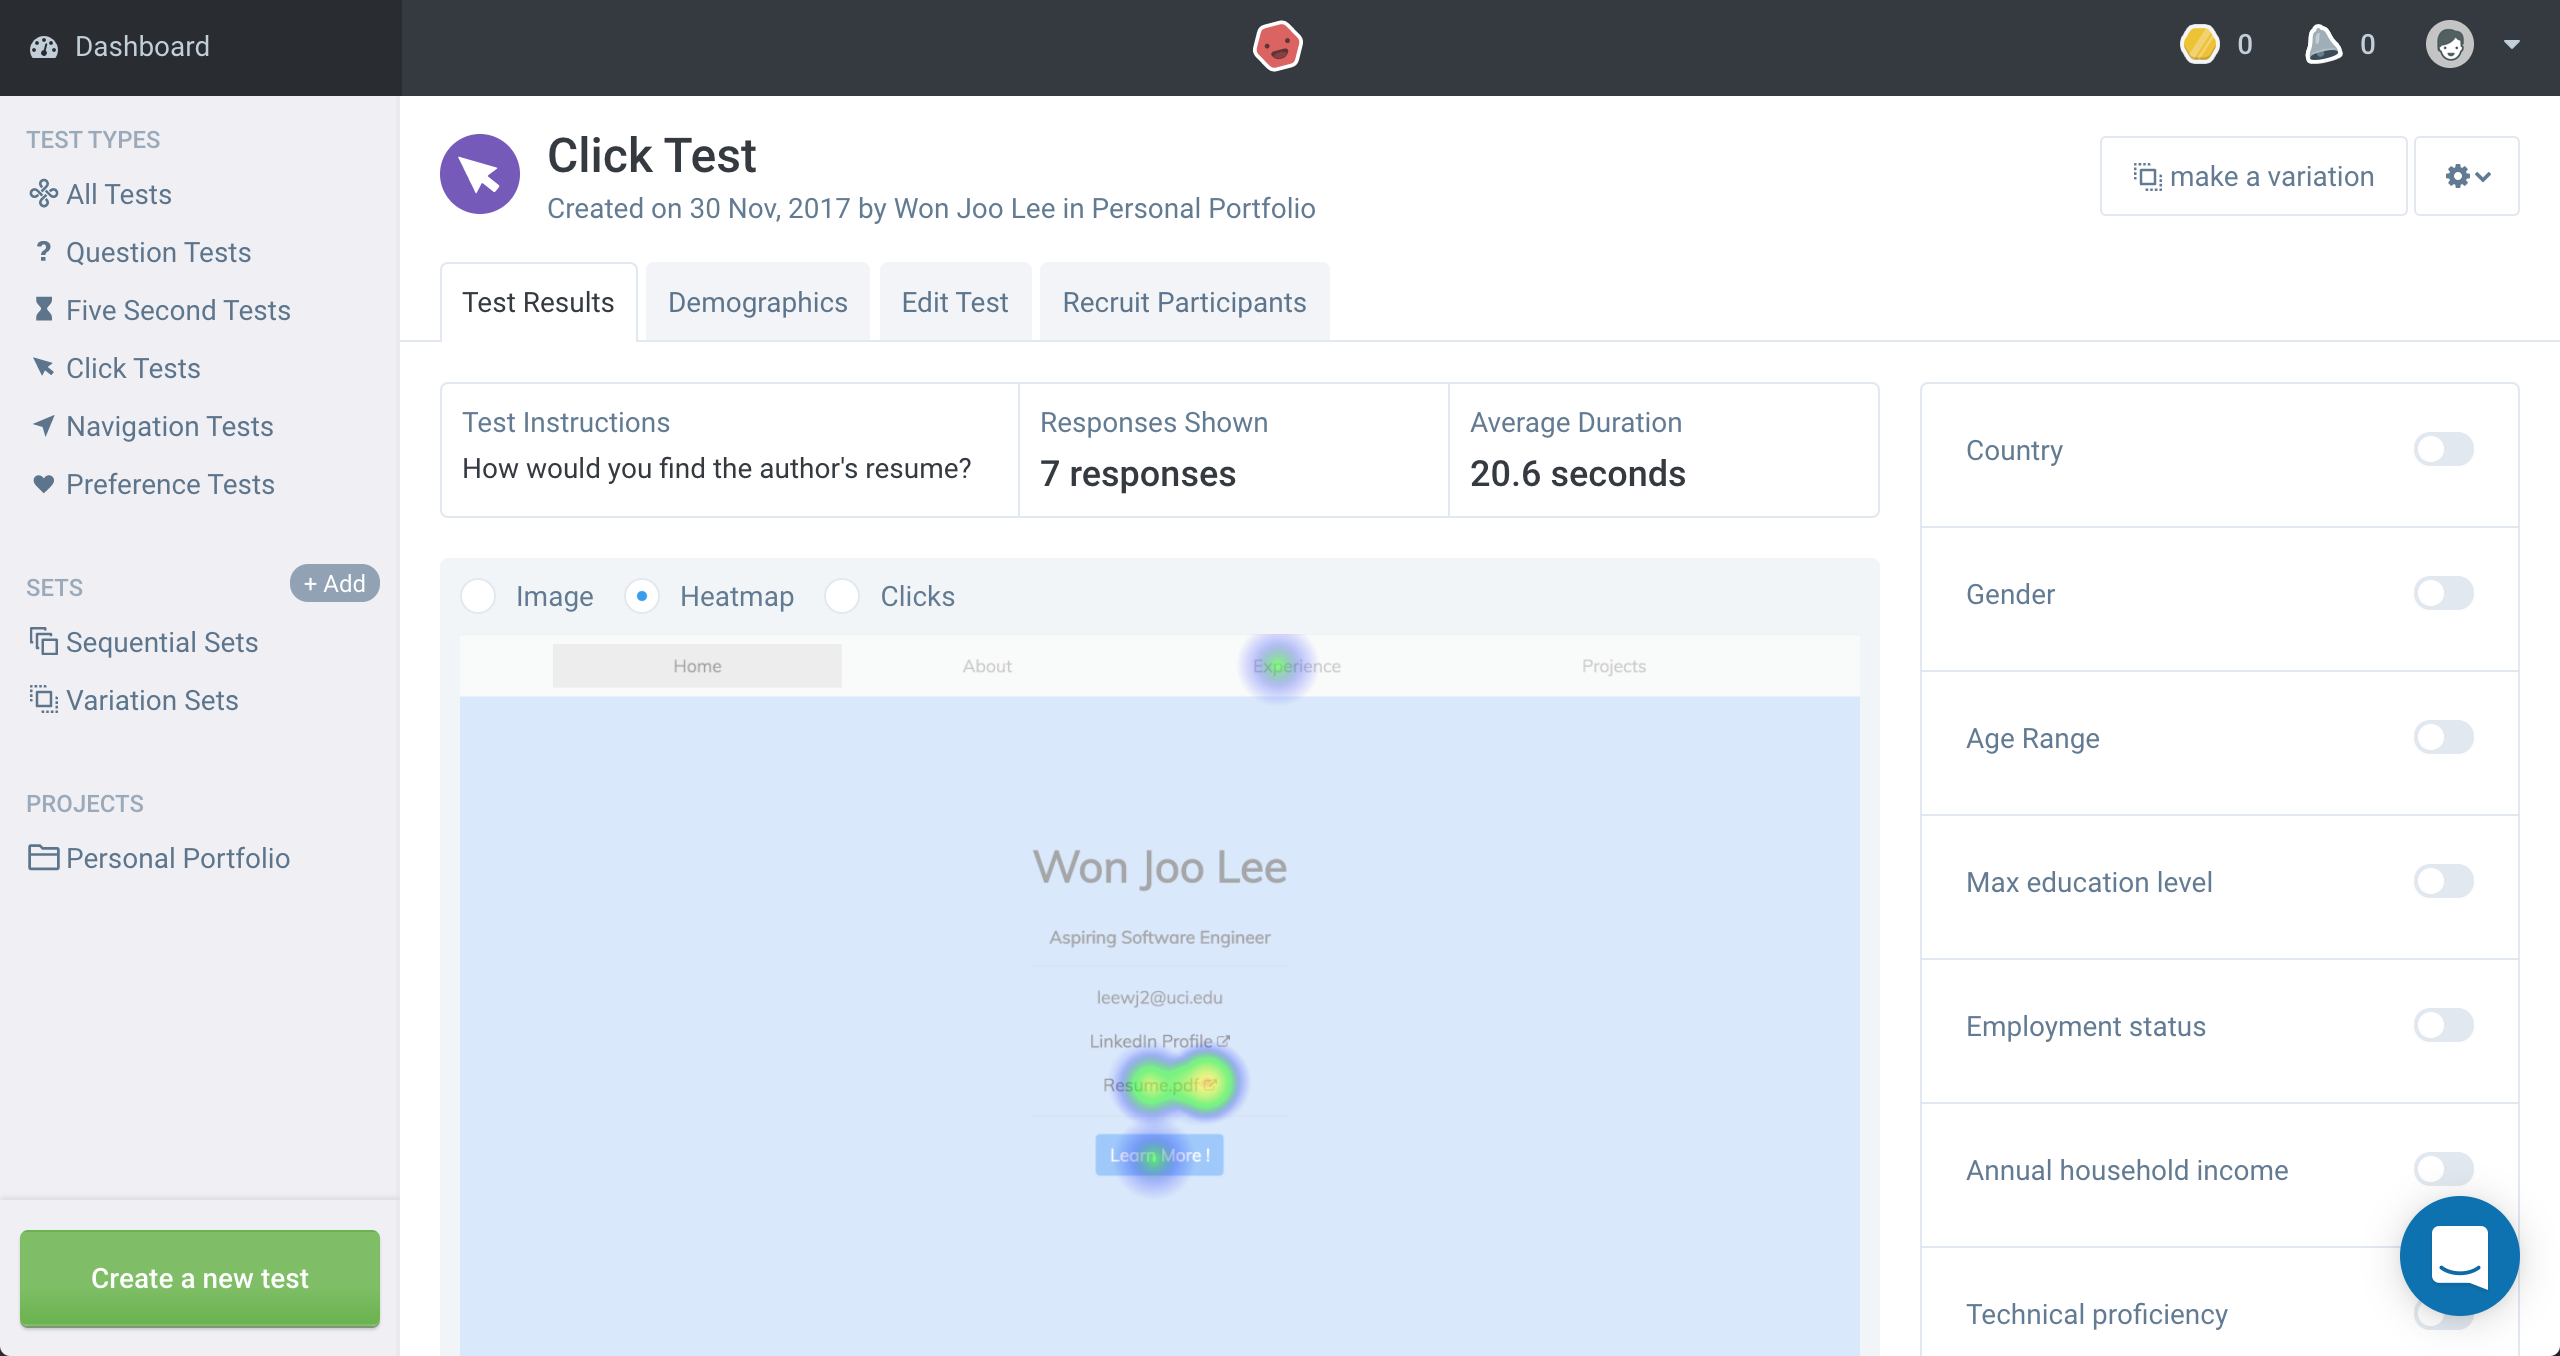 Dashboard
0
0
TEST TYPES
All Tests
Question Tests
Five Second Tests
Click Tests
Navigation Tests
Preference Tests
SETS
+ Add
Sequential Sets
Variation Sets
PROJECTS
Personal Portfolio
Create a new test
Click Test
Created on 30 Nov, 2017 by Won Joo Lee in Personal Portfolio
make a variation
Test Results
Demographics
Edit Test
Recruit Participants
Test Instructions
How would you find the author's resume?
Responses Shown
7 responses
Average Duration
20.6 seconds
Image
Heatmap
Clicks
Home
About
Experience
Projects
Won Joo Lee
Aspiring Software Engineer
leewj2@uci.edu
LinkedIn Profile
Resume.pdf
Learn More !
Country
Gender
Age Range
Max education level
Employment status
Annual household income
Technical proficiency